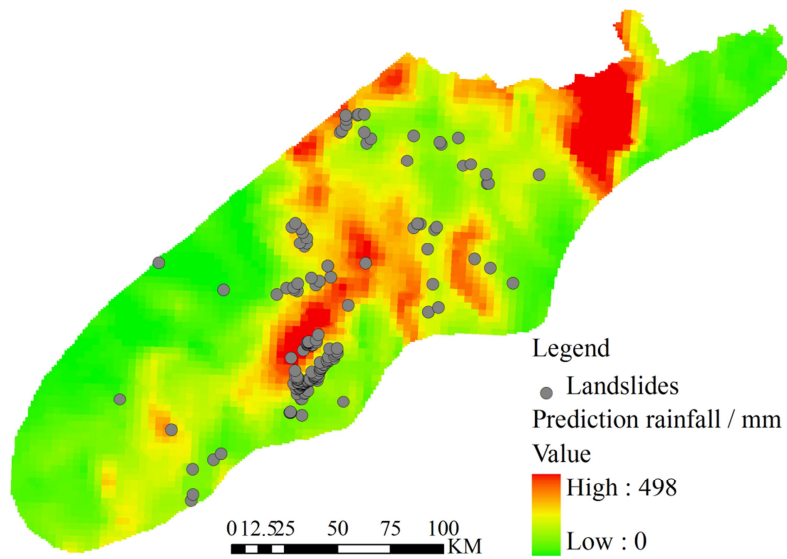 Legend
Landslides
Prediction rainfall / mm
Value
High : 498
Low : 0
0 12.5 25 50 75 100
KM